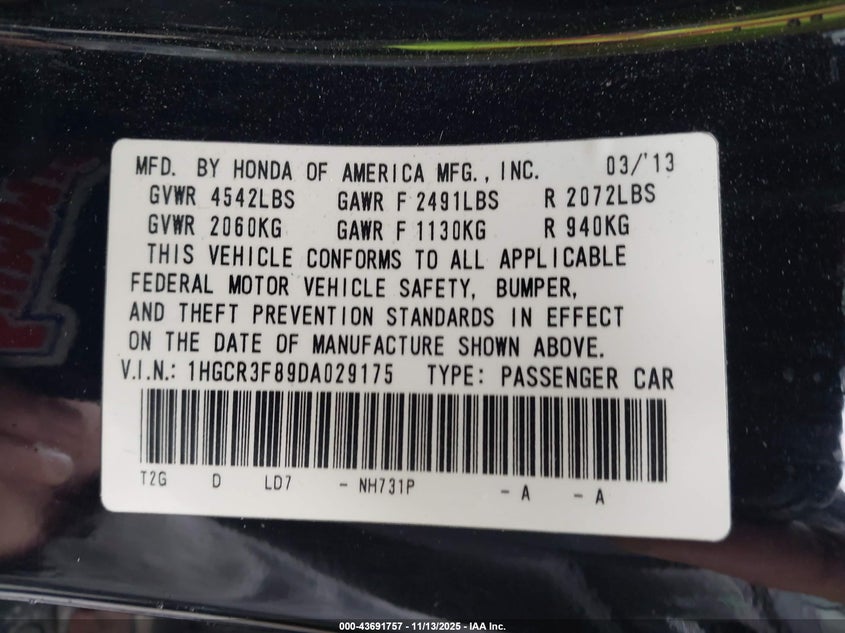 MFD. BY HONDA OF AMERICA MFG., INC. 03/'13
GVWR 4542LBS GAWR F 2491LBS R 2072LBS
GVWR 2060KG GAWR F 1130KG R 940KG
THIS VEHICLE CONFORMS TO ALL APPLICABLE
FEDERAL MOTOR VEHICLE SAFETY, BUMPER,
AND THEFT PREVENTION STANDARDS IN EFFECT
ON THE DATE OF MANUFACTURE SHOWN ABOVE.
V.I.N.: 1HGCR3F89DA029175 TYPE: PASSENGER CAR
T2G D LD7 - NH731P - A - A
000-43691757 - 11/13/2025 - IAA Inc.